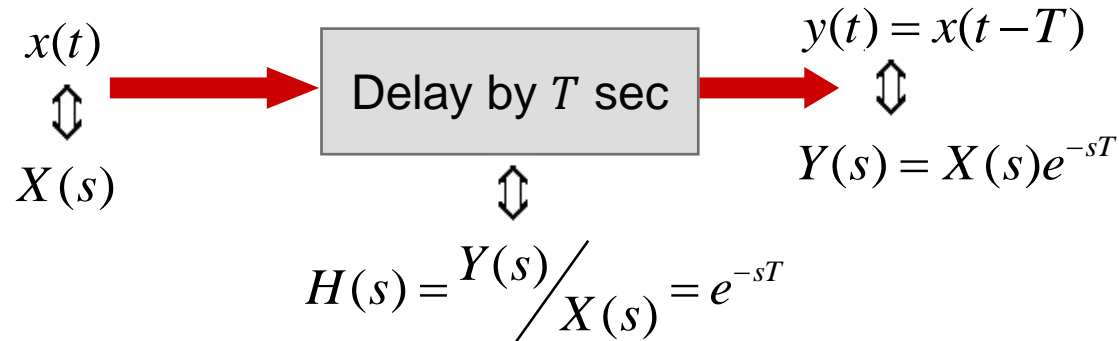 x(t)
y(t) = x(t − T)
Delay by T sec
X(s)
Y(s) = X(s)e^{−sT}
H(s) = Y(s)/X(s) = e^{−sT}